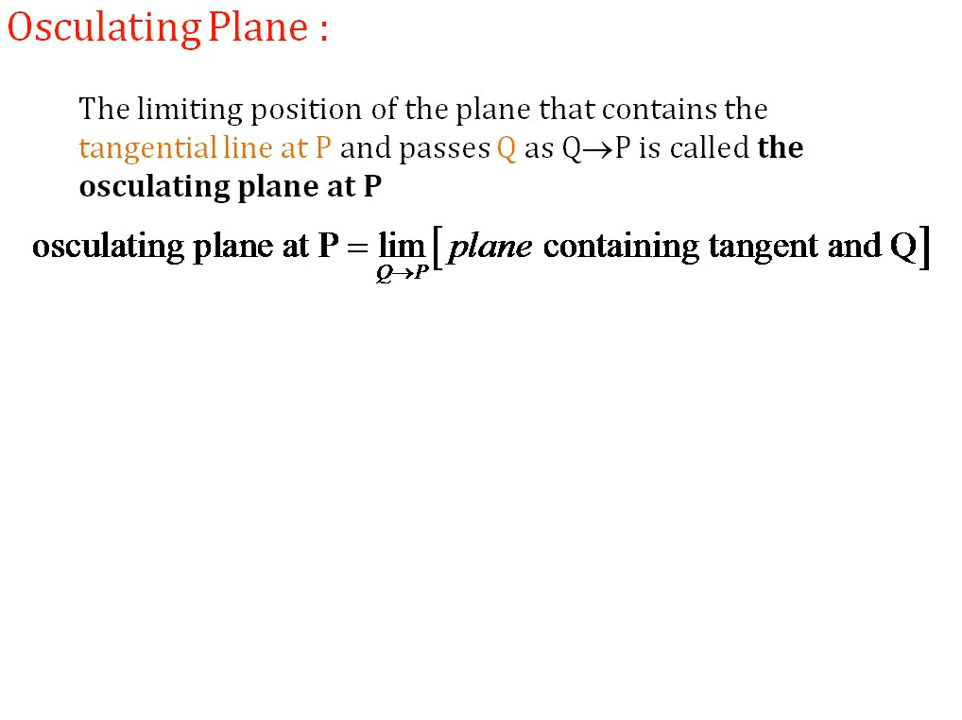 Osculating Plane :
The limiting position of the plane that contains the
tangential line at P and passes Q as Q→P is called the
osculating plane at P
osculating plane at P = lim [plane containing tangent and Q]
Q→P